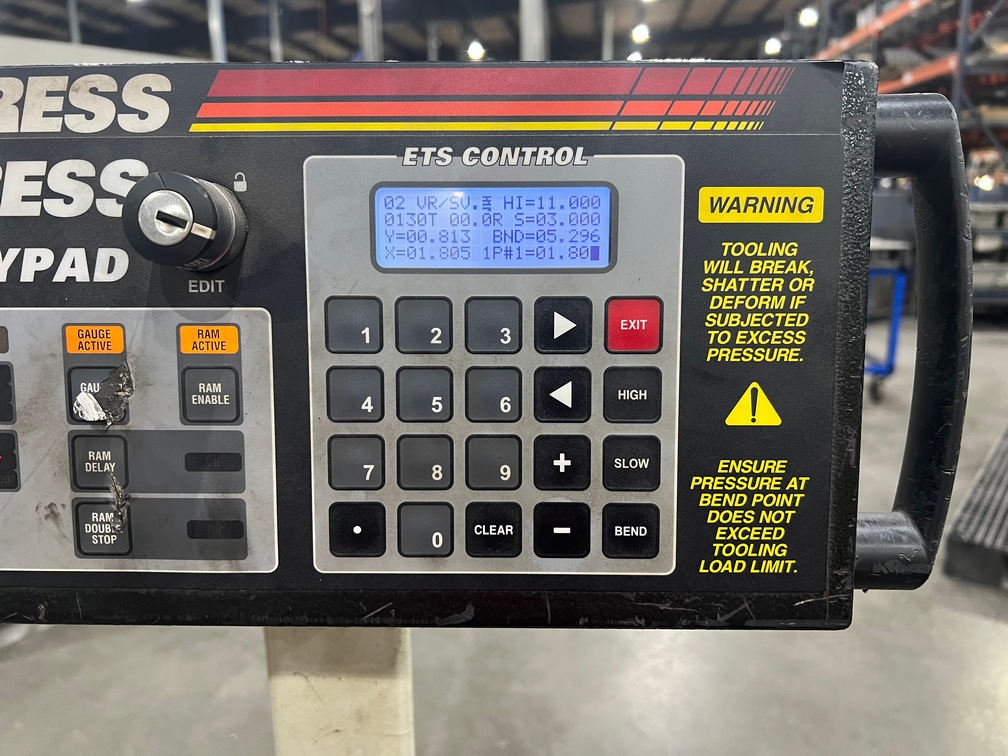 RESS
RESS
YPAD
EDIT
GAUGE
ACTIVE
RAM
ACTIVE
RAM
ENABLE
RAM
DELAY
RAM
DOUBLE
STOP
ETS CONTROL
HI=11.000
0130T 00.0R S=03.000
Y=00.813 BND=05.296
X=01.805 1P#1=01.80
1 2 3 EXIT
4 5 6 HIGH
7 8 9 + SLOW
. 0 CLEAR - BEND
WARNING
TOOLING
WILL BREAK,
SHATTER OR
DEFORM IF
SUBJECTED
TO EXCESS
PRESSURE.
ENSURE
PRESSURE AT
BEND POINT
DOES NOT
EXCEED
TOOLING
LOAD LIMIT.